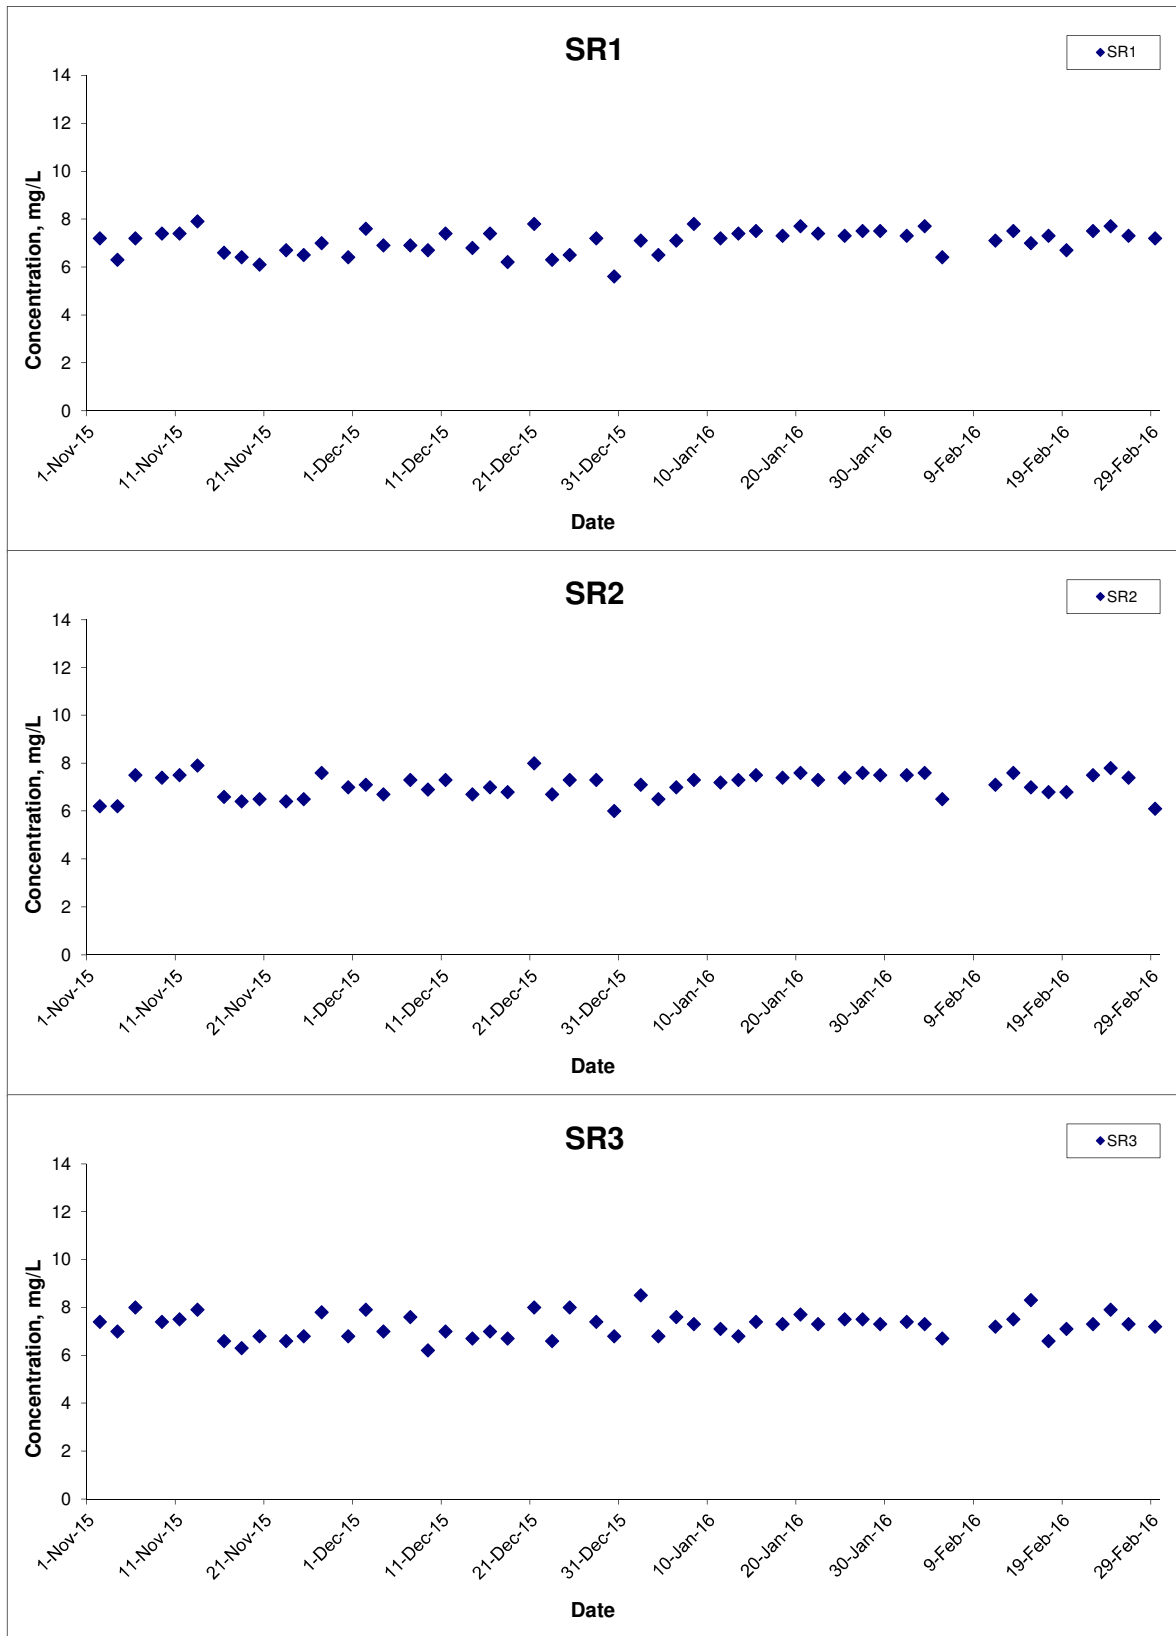 SR1
SR1
14
12
10
8
6
4
2
0
Concentration, mg/L
1-Nov-15
11-Nov-15
21-Nov-15
1-Dec-15
11-Dec-15
21-Dec-15
31-Dec-15
10-Jan-16
20-Jan-16
30-Jan-16
9-Feb-16
19-Feb-16
29-Feb-16
Date
SR2
SR2
14
12
10
8
6
4
2
0
Concentration, mg/L
1-Nov-15
11-Nov-15
21-Nov-15
1-Dec-15
11-Dec-15
21-Dec-15
31-Dec-15
10-Jan-16
20-Jan-16
30-Jan-16
9-Feb-16
19-Feb-16
29-Feb-16
Date
SR3
SR3
14
12
10
8
6
4
2
0
Concentration, mg/L
1-Nov-15
11-Nov-15
21-Nov-15
1-Dec-15
11-Dec-15
21-Dec-15
31-Dec-15
10-Jan-16
20-Jan-16
30-Jan-16
9-Feb-16
19-Feb-16
29-Feb-16
Date